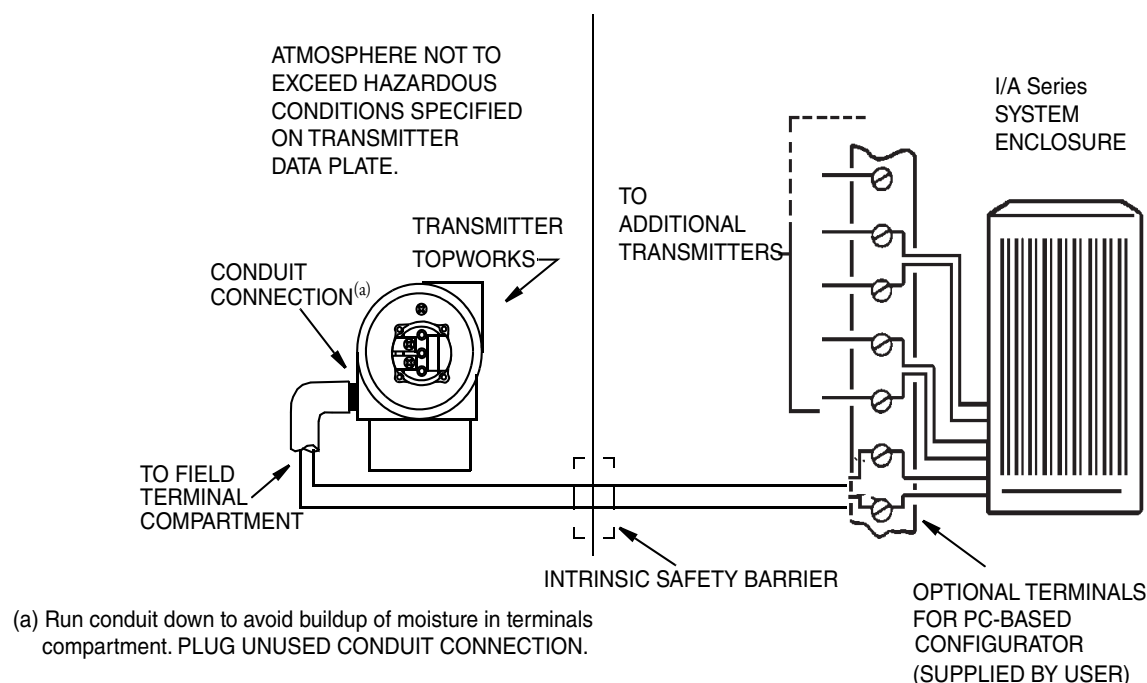 ATMOSPHERE NOT TO
EXCEED HAZARDOUS
CONDITIONS SPECIFIED
ON TRANSMITTER
DATA PLATE.
I/A Series
SYSTEM
ENCLOSURE
TO
ADDITIONAL
TRANSMITTERS
TRANSMITTER
TOPWORKS
CONDUIT
CONNECTION(a)
TO FIELD
TERMINAL
COMPARTMENT
INTRINSIC SAFETY BARRIER
OPTIONAL TERMINALS
FOR PC-BASED
CONFIGURATOR
(SUPPLIED BY USER)
(a) Run conduit down to avoid buildup of moisture in terminals
compartment. PLUG UNUSED CONDUIT CONNECTION.